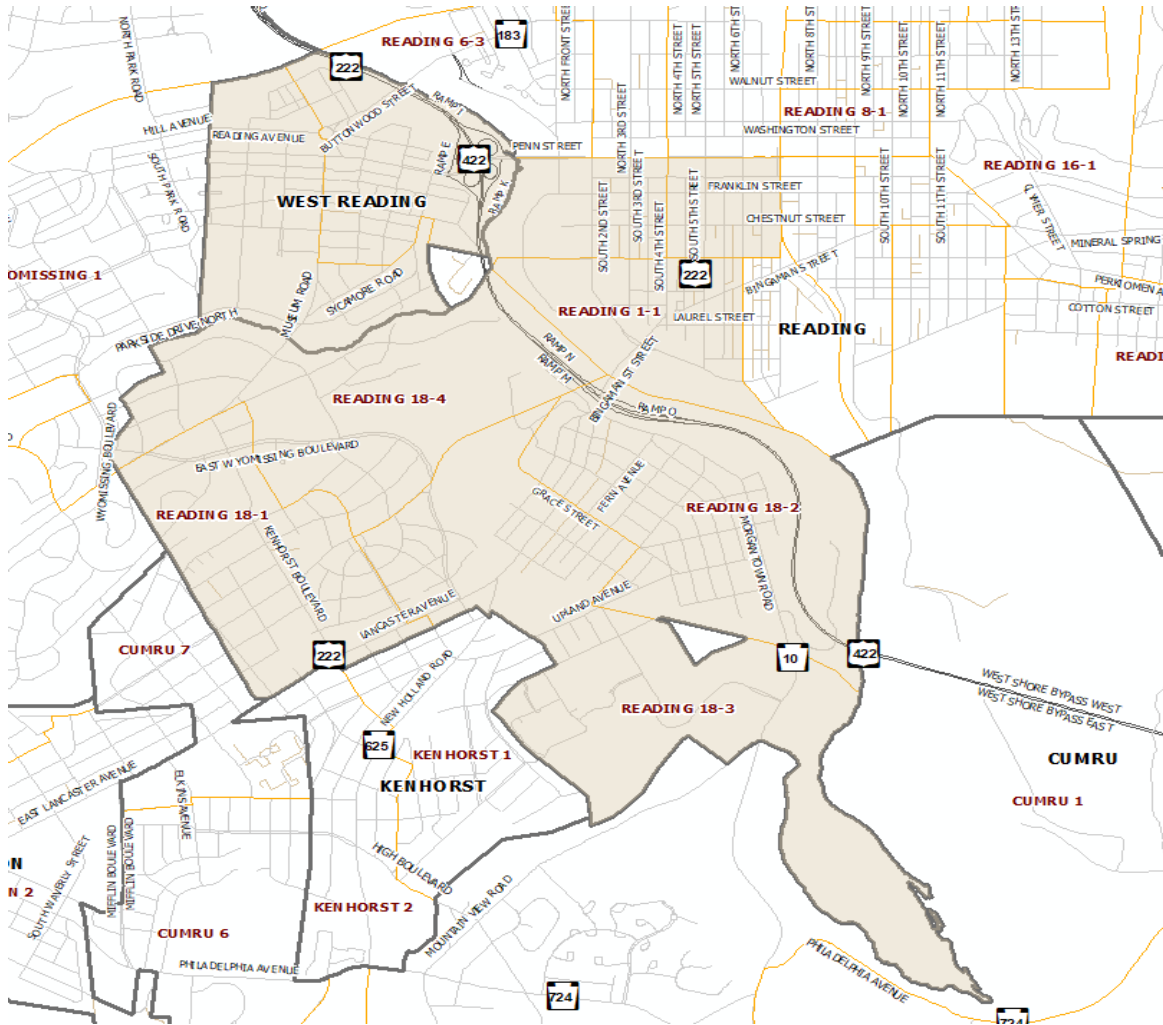 NORTH PARK ROAD
READING 6-3
183
222
NORTH FRONT STREET
NORTH 4TH STREET
NORTH 5TH STREET
NORTH 6TH STREET
NORTH 8TH ST
NORTH 9TH STREET
NORTH 10TH STREET
NORTH 11TH STREET
NORTH 13TH STR
WALNUT STREET
RAMP I
BUTTONWOOD STREET
HILL AVENUE
READING AVENUE
READING 8-1
WASHINGTON STREET
PENN STREET
NORTH 3RD STREET
RAMP E
422
RAMP K
SOUTH PARK ROAD
WEST READING
READING 16-1
FRANKLIN STREET
CHESTNUT STREET
SOUTH 2ND STREET
SOUTH 3RD STREET
SOUTH 4TH STREET
SOUTH 5TH STREET
SOUTH 10TH STREET
SOUTH 11TH STREET
CLYMER STREET
MINERAL SPRING
PERKIOMENA
COTTON STREET
OMISSING 1
MUSEUM ROAD
SYCAMORE ROAD
222
BINGAMAN STREET
READING 1-1
LAUREL STREET
READING
PARKSIDE DRIVE NORTH
RAMP N
RAMP M
BINGAMAN ST STREET
RAMP O
READI
READING 18-4
WYOMISSING BOULEVARD
EAST WYOMISSING BOULEVARD
FERN AVENUE
GRACE STREET
READING 18-1
READING 18-2
KENHORST BOULEVARD
MORGANTOWN ROAD
UPLAND AVENUE
LANCASTER AVENUE
CUMRU 7
222
10
422
NEW HOLLAND ROAD
WEST SHORE BYPASS WEST
WEST SHORE BYPASS EAST
READING 18-3
625
KENHORST 1
KENHORST
CUMRU
CUMRU 1
EAST LANCASTER AVENUE
ELKINS AVENUE
SOUTH WAVERLY STREET
MIFFLIN BOULEVARD
MIFFLIN BOULEVARD
HIGH BOULEVARD
ON
N 2
KENHORST 2
MOUNTAIN VIEW ROAD
CUMRU 6
PHILADELPHIA AVENUE
PHILADELPHIA AVENUE
724
724